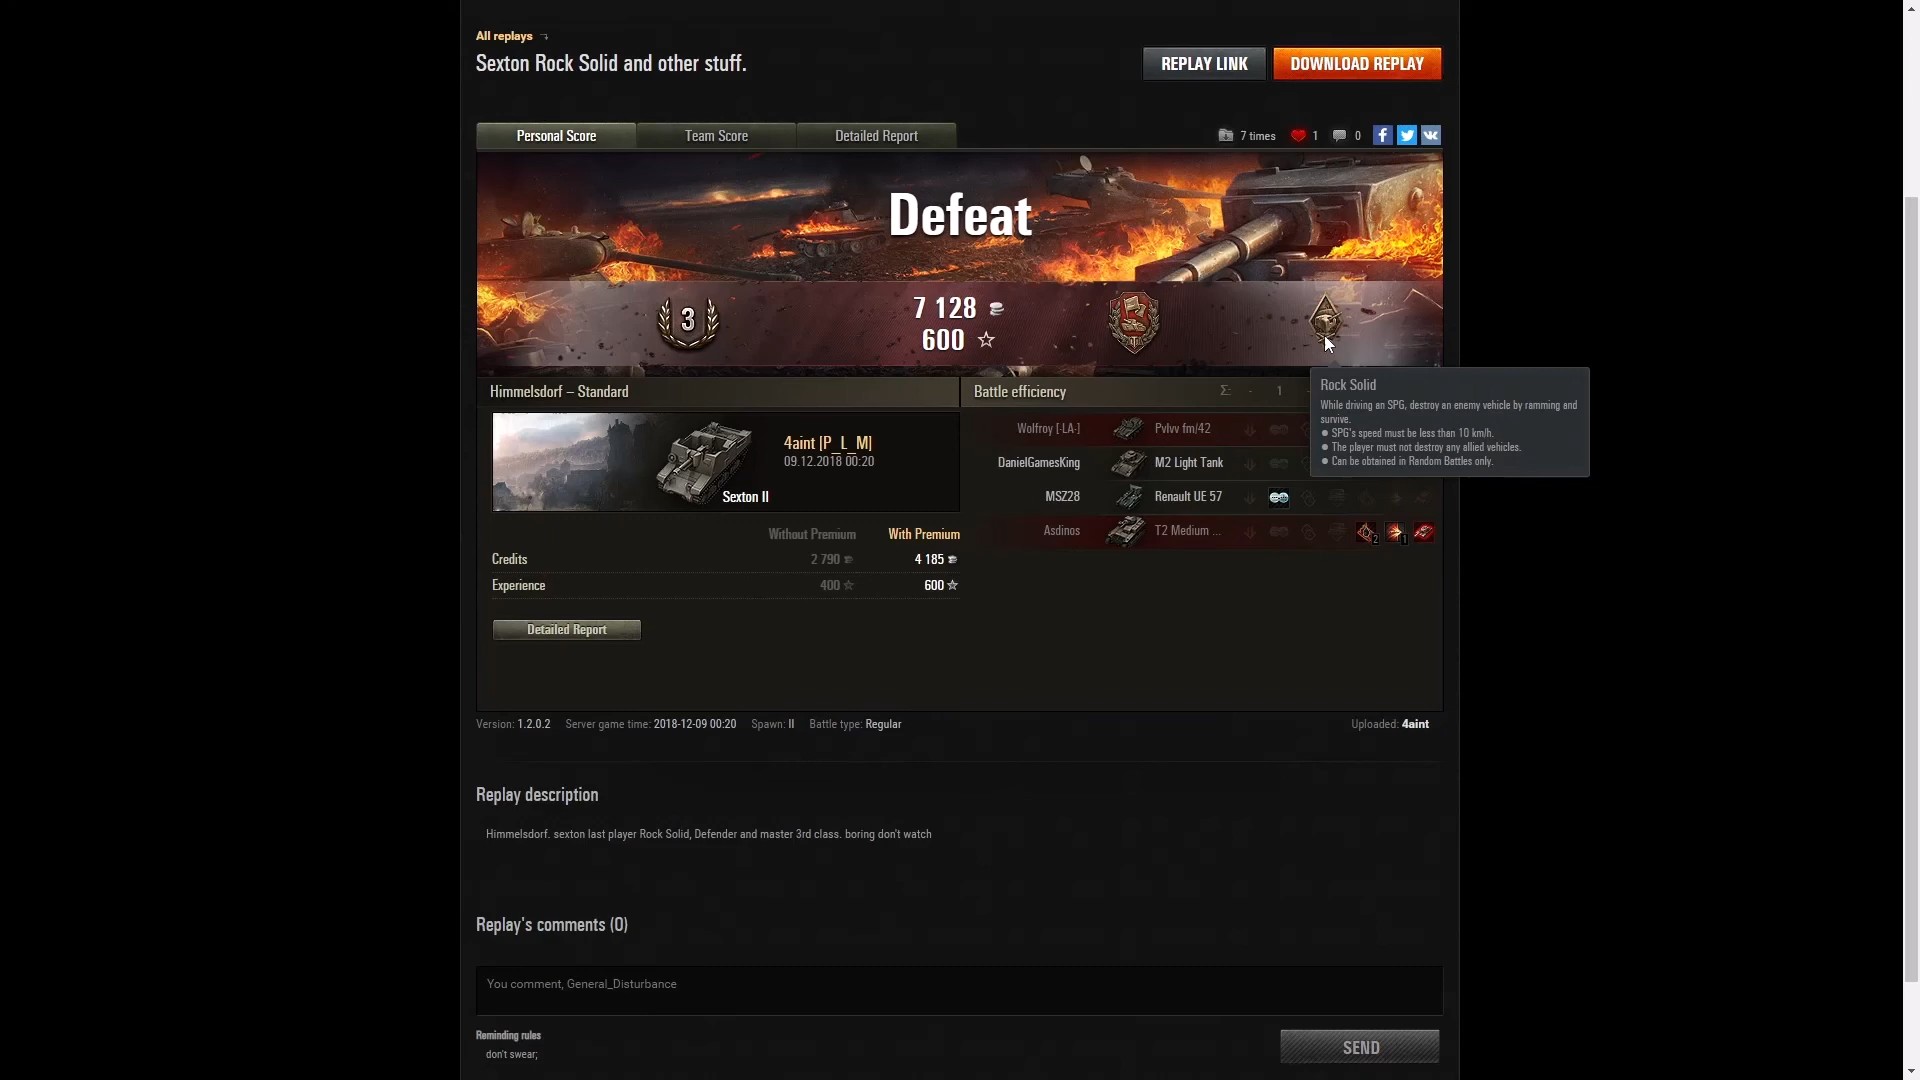 All replays
Sexton Rock Solid and other stuff.
REPLAY LINK
DOWNLOAD REPLAY
Personal Score
Team Score
Detailed Report
7 times
1
0
Defeat
3
7 128
600
Himmelsdorf – Standard
Battle efficiency
Σ
-
1
Rock Solid
While driving an SPG, destroy an enemy vehicle by ramming and
survive.
● SPG's speed must be less than 10 km/h.
● The player must not destroy any allied vehicles.
● Can be obtained in Random Battles only.
4aint [P_L_M]
09.12.2018 00:20
Sexton II
Wolfroy [-LA-] Pvlvv fm/42
DanielGamesKing M2 Light Tank
MSZ28 Renault UE 57
Asdinos T2 Medium ... 2 1
Without Premium With Premium
Credits 2 790 4 185
Experience 400 600
Detailed Report
Version: 1.2.0.2 Server game time: 2018-12-09 00:20 Spawn: II Battle type: Regular
Uploaded: 4aint
Replay description
Himmelsdorf. sexton last player Rock Solid, Defender and master 3rd class. boring don't watch
Replay's comments (0)
You comment, General_Disturbance
Reminding rules
don't swear;
SEND